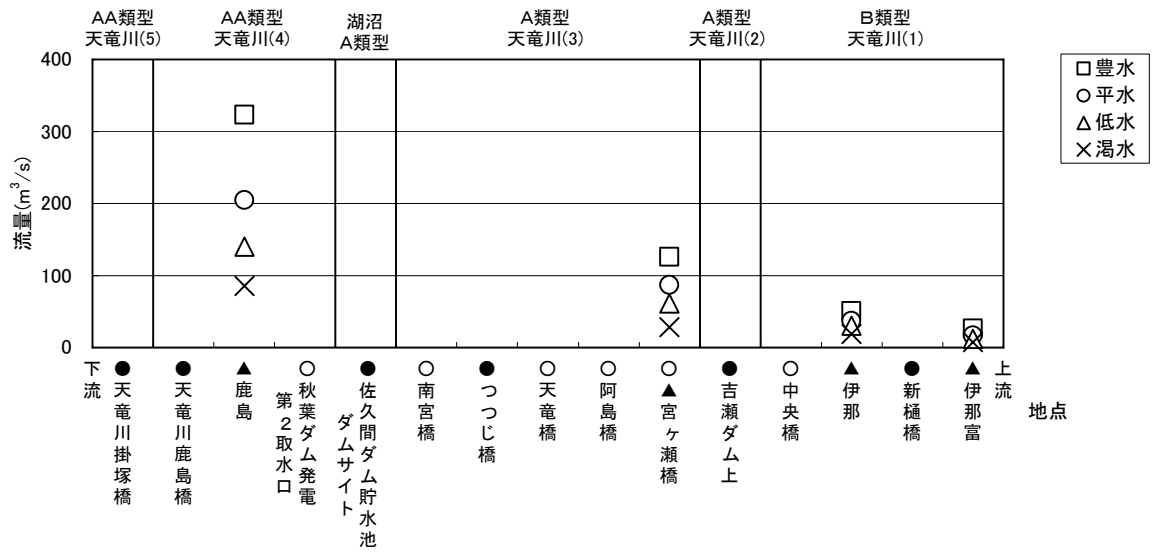 AA類型
天竜川(5)
AA類型
天竜川(4)
湖沼
A類型
A類型
天竜川(3)
A類型
天竜川(2)
B類型
天竜川(1)
豊水
平水
低水
渇水
流量(m³/s)
400
300
200
100
0
下流
●天竜川掛塚橋
●天竜川鹿島橋
▲鹿島
○秋葉ダム発電
第2取水口
●佐久間ダム貯水池
ダムサイト
○南宮橋
●つつじ橋
○天竜橋
○阿島橋
○▲宮ヶ瀬橋
●吉瀬ダム上
○中央橋
▲伊那
●新樋橋
▲伊那富
上流
地点